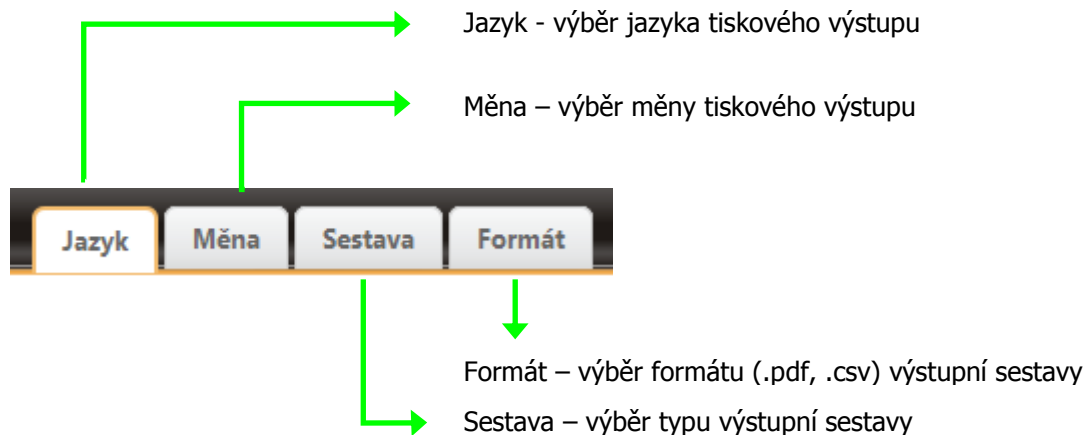 Jazyk - výběr jazyka tiskového výstupu
Měna – výběr měny tiskového výstupu
Jazyk Měna Sestava Formát
Formát – výběr formátu (.pdf, .csv) výstupní sestavy
Sestava – výběr typu výstupní sestavy